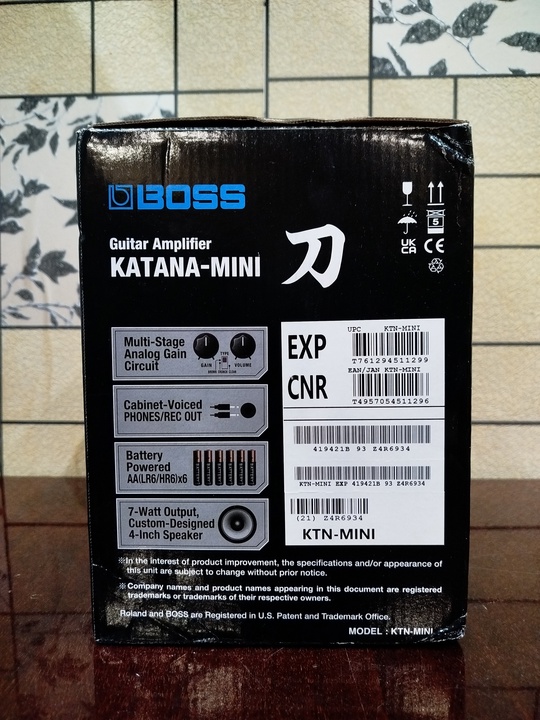 BOSS
Guitar Amplifier
KATANA-MINI
刀
5
UK
CA
CE
Multi-Stage
Analog Gain
Circuit
GAIN
TYPE
VOLUME
BROWN CRUNCH CLEAN
Cabinet-Voiced
PHONES/REC OUT
Battery
Powered
AA(LR6/HR6)x6
7-Watt Output,
Custom-Designed
4-Inch Speaker
EXP
CNR
UPC KTN-MINI
T761294511299
EAN/JAN KTN-MINI
T4957054511296
419421B 93 Z4R6934
KTN-MINI EXP 419421B 93 Z4R6934
(21) Z4R6934
KTN-MINI
※In the interest of product improvement, the specifications and/or appearance of
this unit are subject to change without prior notice.
※Company names and product names appearing in this document are registered
trademarks or trademarks of their respective owners.
Roland and BOSS are Registered in U.S. Patent and Trademark Office.
MODEL : KTN-MINI